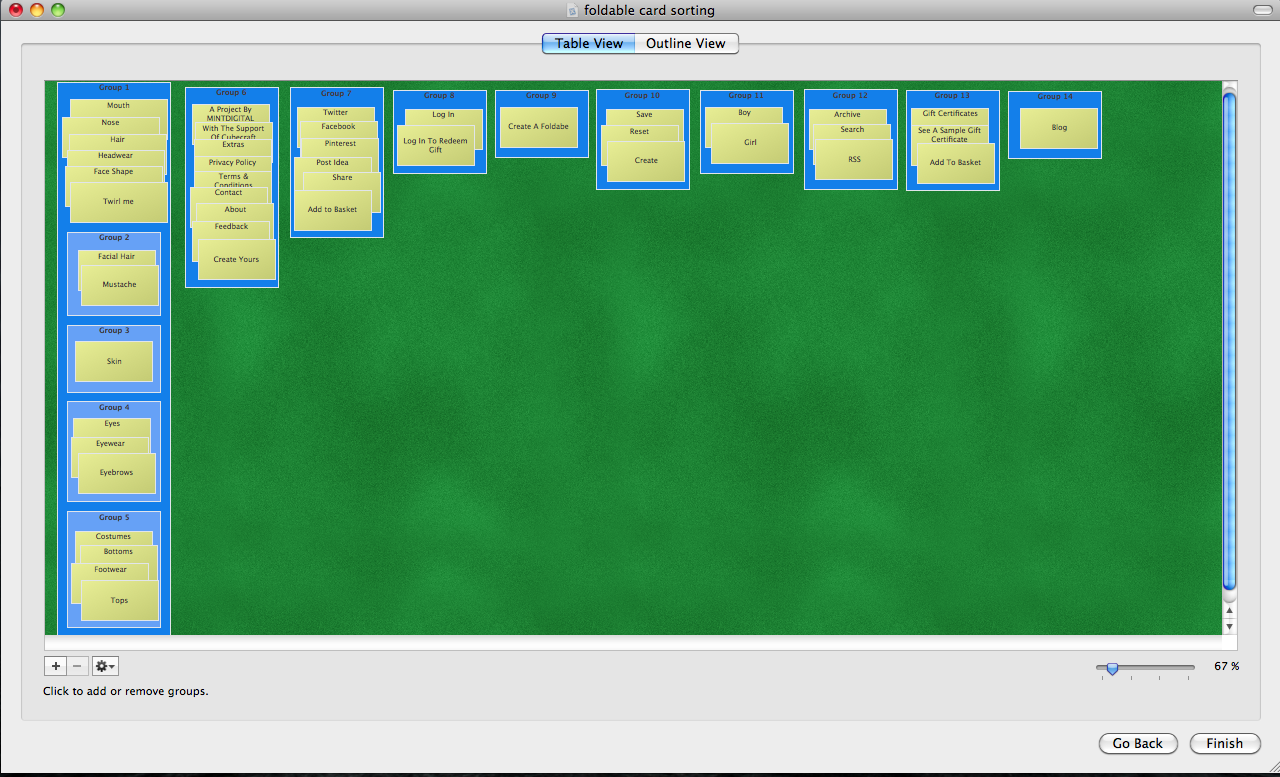 foldable card sorting
Table View
Outline View
Group 1
Mouth
Nose
Hair
Headwear
Face Shape
Twirl me
Group 2
Facial Hair
Mustache
Group 3
Skin
Group 4
Eyes
Eyewear
Eyebrows
Group 5
Costumes
Bottoms
Footwear
Tops
Group 6
A Project By
MINTDIGITAL
With The Support
Of Cubecraft
Extras
Privacy Policy
Terms &
Conditions
Contact
About
Feedback
Create Yours
Group 7
Twitter
Facebook
Pinterest
Post Idea
Share
Add to Basket
Group 8
Log In
Log In To Redeem
Gift
Group 9
Create A Foldabe
Group 10
Save
Reset
Create
Group 11
Boy
Girl
Group 12
Archive
Search
RSS
Group 13
Gift Certificates
See A Sample Gift
Certificate
Add To Basket
Group 14
Blog
67 %
Click to add or remove groups.
Go Back
Finish